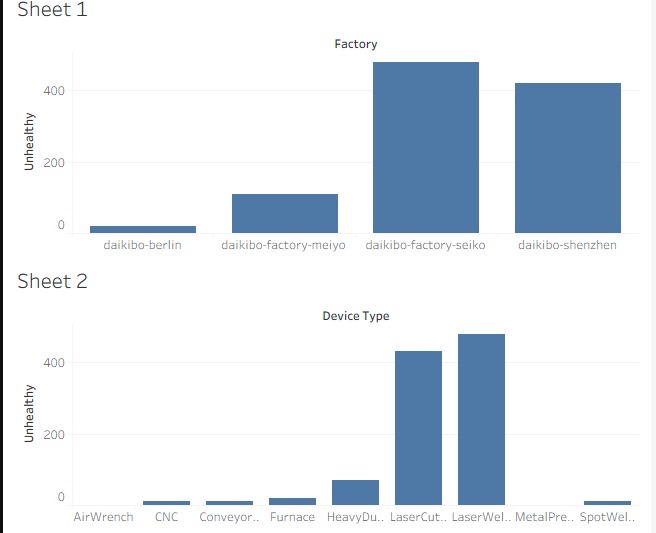 Sheet 1
Factory
Unhealthy
400
200
0
daikibo-berlin daikibo-factory-meiyo daikibo-factory-seiko daikibo-shenzhen
Sheet 2
Device Type
Unhealthy
400
200
0
AirWrench CNC Conveyor.. Furnace HeavyDu.. LaserCut.. LaserWel.. MetalPre.. SpotWel..